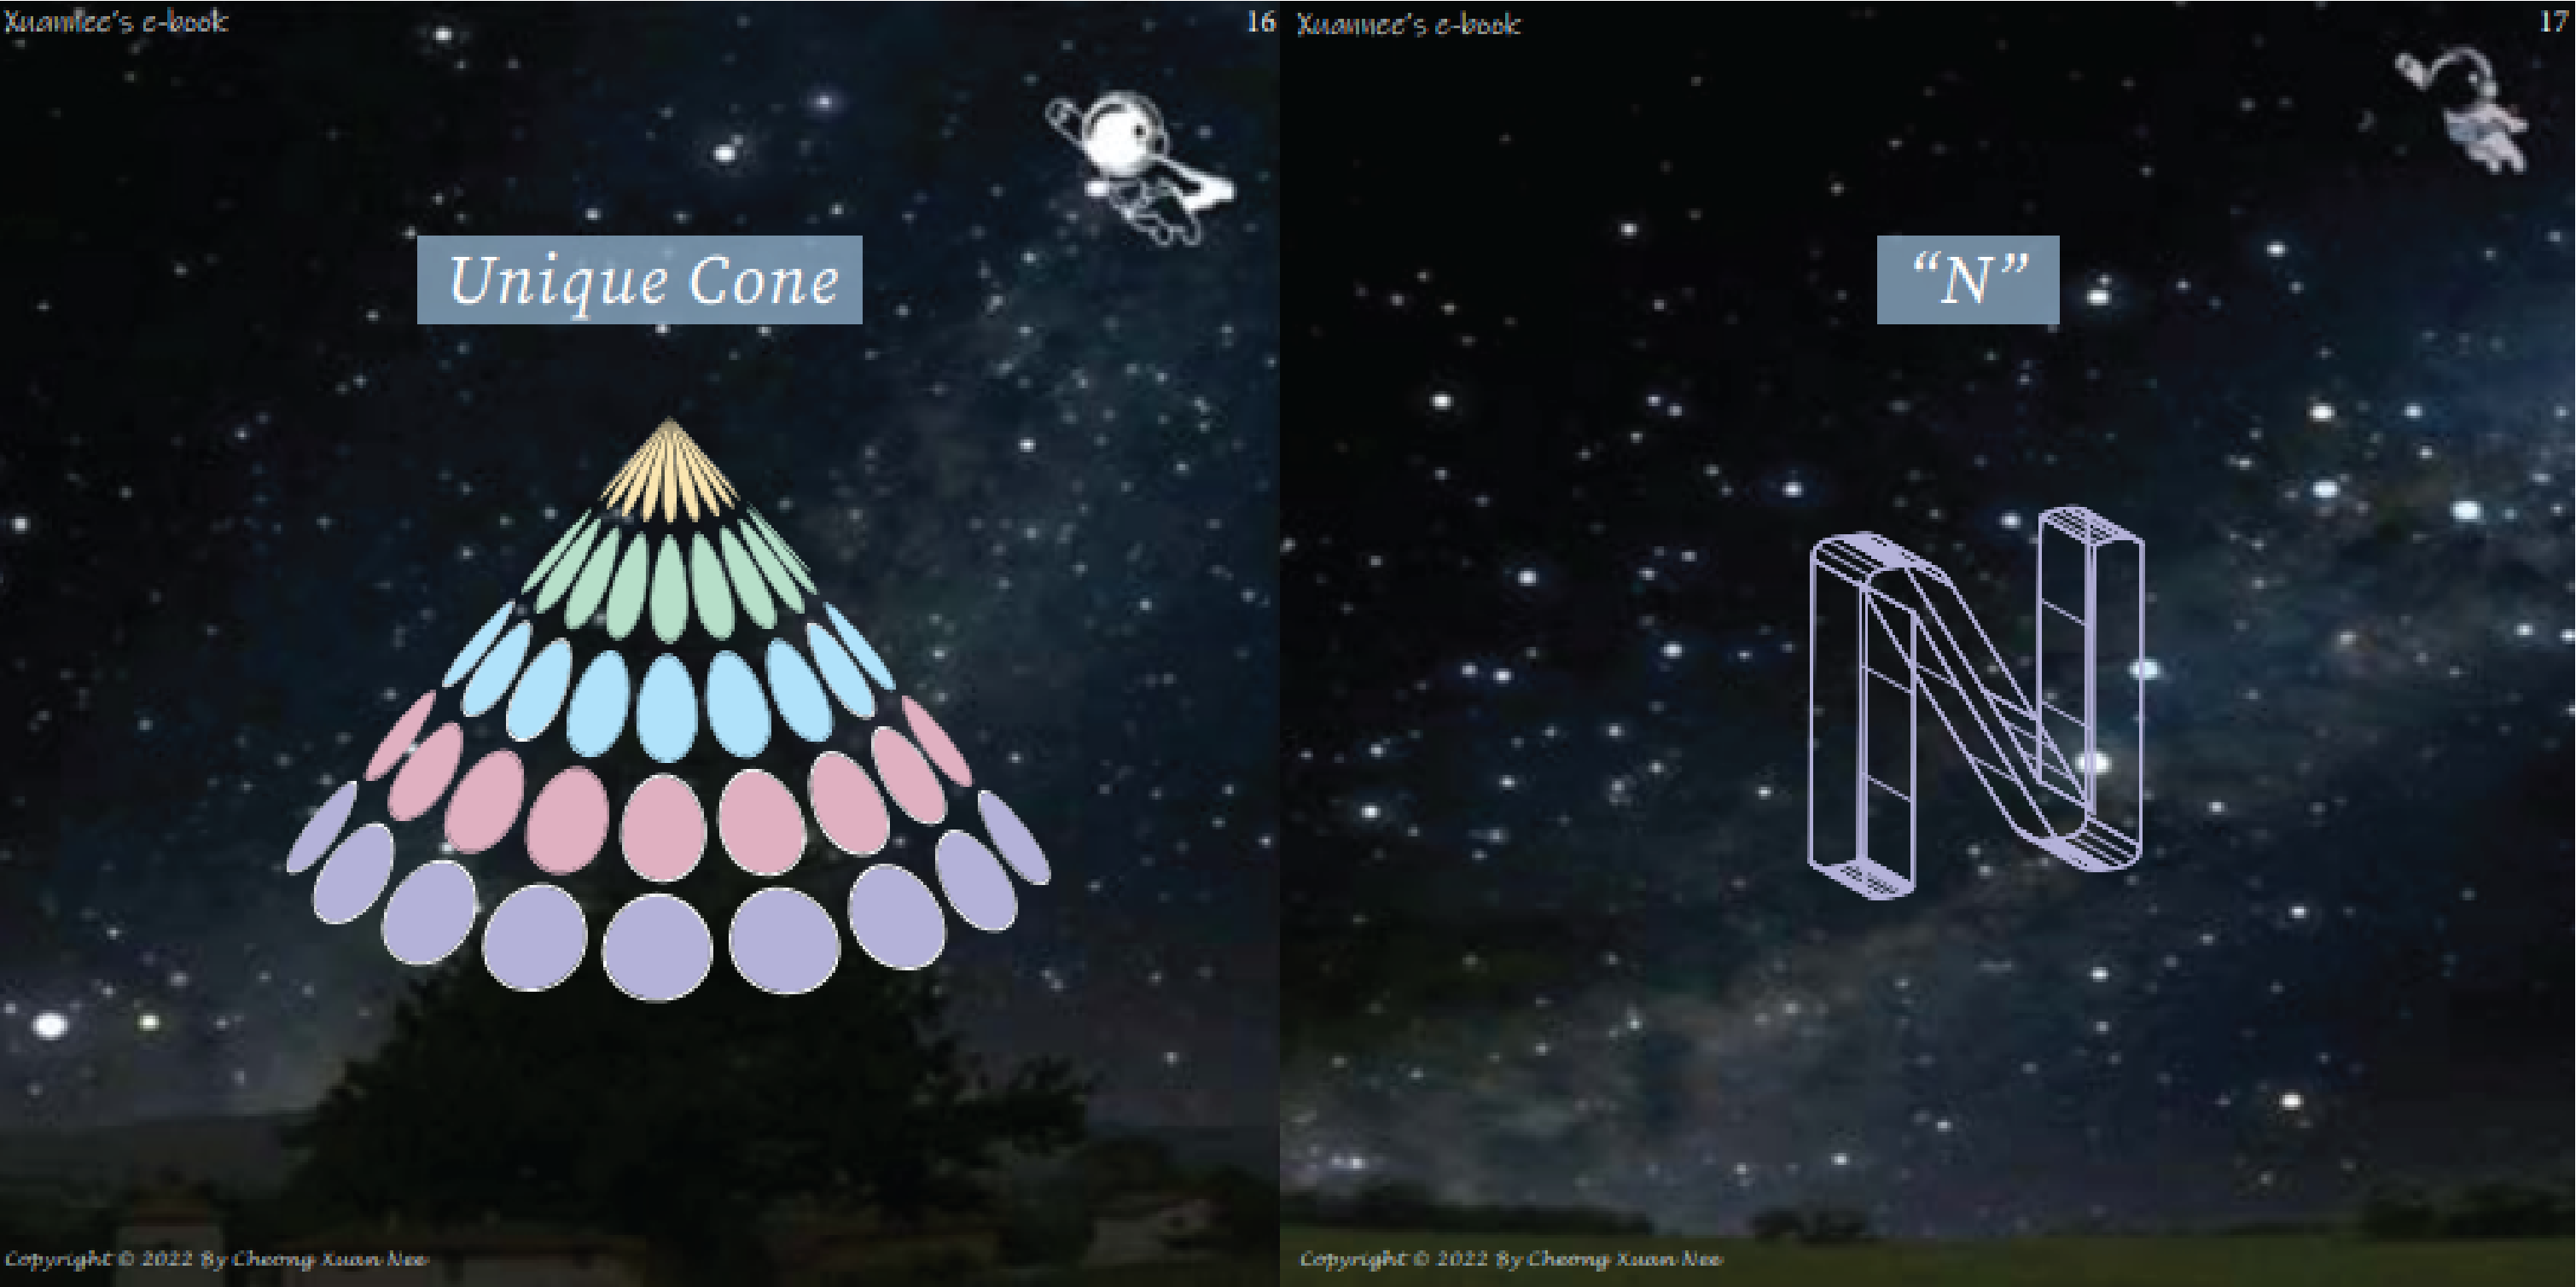 Xuannee's e-book
16
Unique Cone
Copyright © 2022 By Cheong Xuan Nee
Xuannee's e-book
17
“N”
N
Copyright © 2022 By Cheong Xuan Nee